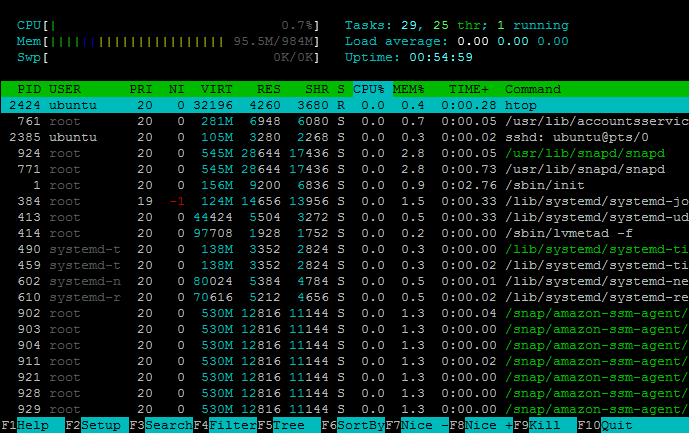 CPU[| 0.7%] Tasks: 29, 25 thr; 1 running
Mem[|||||||||||||||||||||| 95.5M/984M] Load average: 0.00 0.00 0.00
Swp[ 0K/0K] Uptime: 00:54:59
PID USER PRI NI VIRT RES SHR S CPU% MEM% TIME+ Command
2424 ubuntu 20 0 32196 4260 3680 R 0.0 0.4 0:00.28 htop
761 root 20 0 281M 6948 6080 S 0.0 0.7 0:00.05 /usr/lib/accountsservic
2385 ubuntu 20 0 105M 3280 2268 S 0.0 0.3 0:00.02 sshd: ubuntu@pts/0
924 root 20 0 545M 28644 17436 S 0.0 2.8 0:00.05 /usr/lib/snapd/snapd
771 root 20 0 545M 28644 17436 S 0.0 2.8 0:00.73 /usr/lib/snapd/snapd
1 root 20 0 156M 9200 6836 S 0.0 0.9 0:02.76 /sbin/init
384 root 19 -1 124M 14656 13956 S 0.0 1.5 0:00.33 /lib/systemd/systemd-jo
413 root 20 0 44424 5504 3272 S 0.0 0.5 0:00.33 /lib/systemd/systemd-ud
414 root 20 0 97708 1928 1752 S 0.0 0.2 0:00.00 /sbin/lvmetad -f
490 systemd-t 20 0 138M 3352 2824 S 0.0 0.3 0:00.00 /lib/systemd/systemd-ti
459 systemd-t 20 0 138M 3352 2824 S 0.0 0.3 0:00.02 /lib/systemd/systemd-ti
602 systemd-n 20 0 80024 5384 4784 S 0.0 0.5 0:00.01 /lib/systemd/systemd-ne
610 systemd-r 20 0 70616 5212 4656 S 0.0 0.5 0:00.02 /lib/systemd/systemd-re
902 root 20 0 530M 12816 11144 S 0.0 1.3 0:00.04 /snap/amazon-ssm-agent/
903 root 20 0 530M 12816 11144 S 0.0 1.3 0:00.00 /snap/amazon-ssm-agent/
904 root 20 0 530M 12816 11144 S 0.0 1.3 0:00.00 /snap/amazon-ssm-agent/
911 root 20 0 530M 12816 11144 S 0.0 1.3 0:00.02 /snap/amazon-ssm-agent/
921 root 20 0 530M 12816 11144 S 0.0 1.3 0:00.00 /snap/amazon-ssm-agent/
928 root 20 0 530M 12816 11144 S 0.0 1.3 0:00.00 /snap/amazon-ssm-agent/
929 root 20 0 530M 12816 11144 S 0.0 1.3 0:00.00 /snap/amazon-ssm-agent/
F1Help F2Setup F3SearchF4FilterF5Tree F6SortByF7Nice -F8Nice +F9Kill F10Quit